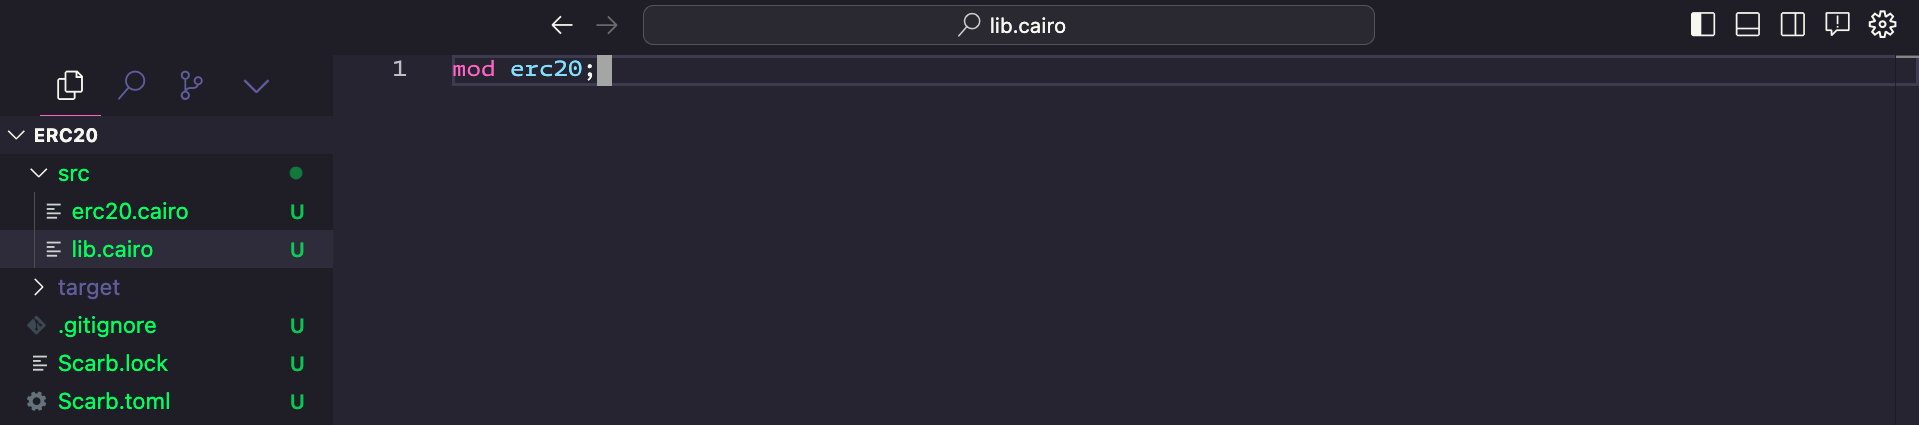 lib.cairo
1 mod erc20;
ERC20
src
erc20.cairo U
lib.cairo U
target
.gitignore U
Scarb.lock U
Scarb.toml U